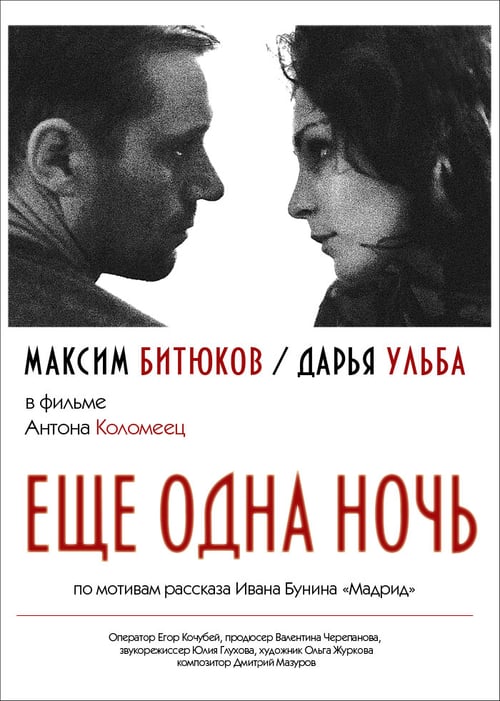 МАКСИМ БИТЮКОВ / ДАРЬЯ УЛЬБА
в фильме
Антона Коломеец
ЕЩЕ ОДНА НОЧЬ
по мотивам рассказа Ивана Бунина «Мадрид»
Оператор Егор Кочубей, продюсер Валентина Черепанова,
звукорежиссер Юлия Глухова, художник Ольга Журкова
композитор Дмитрий Мазуров